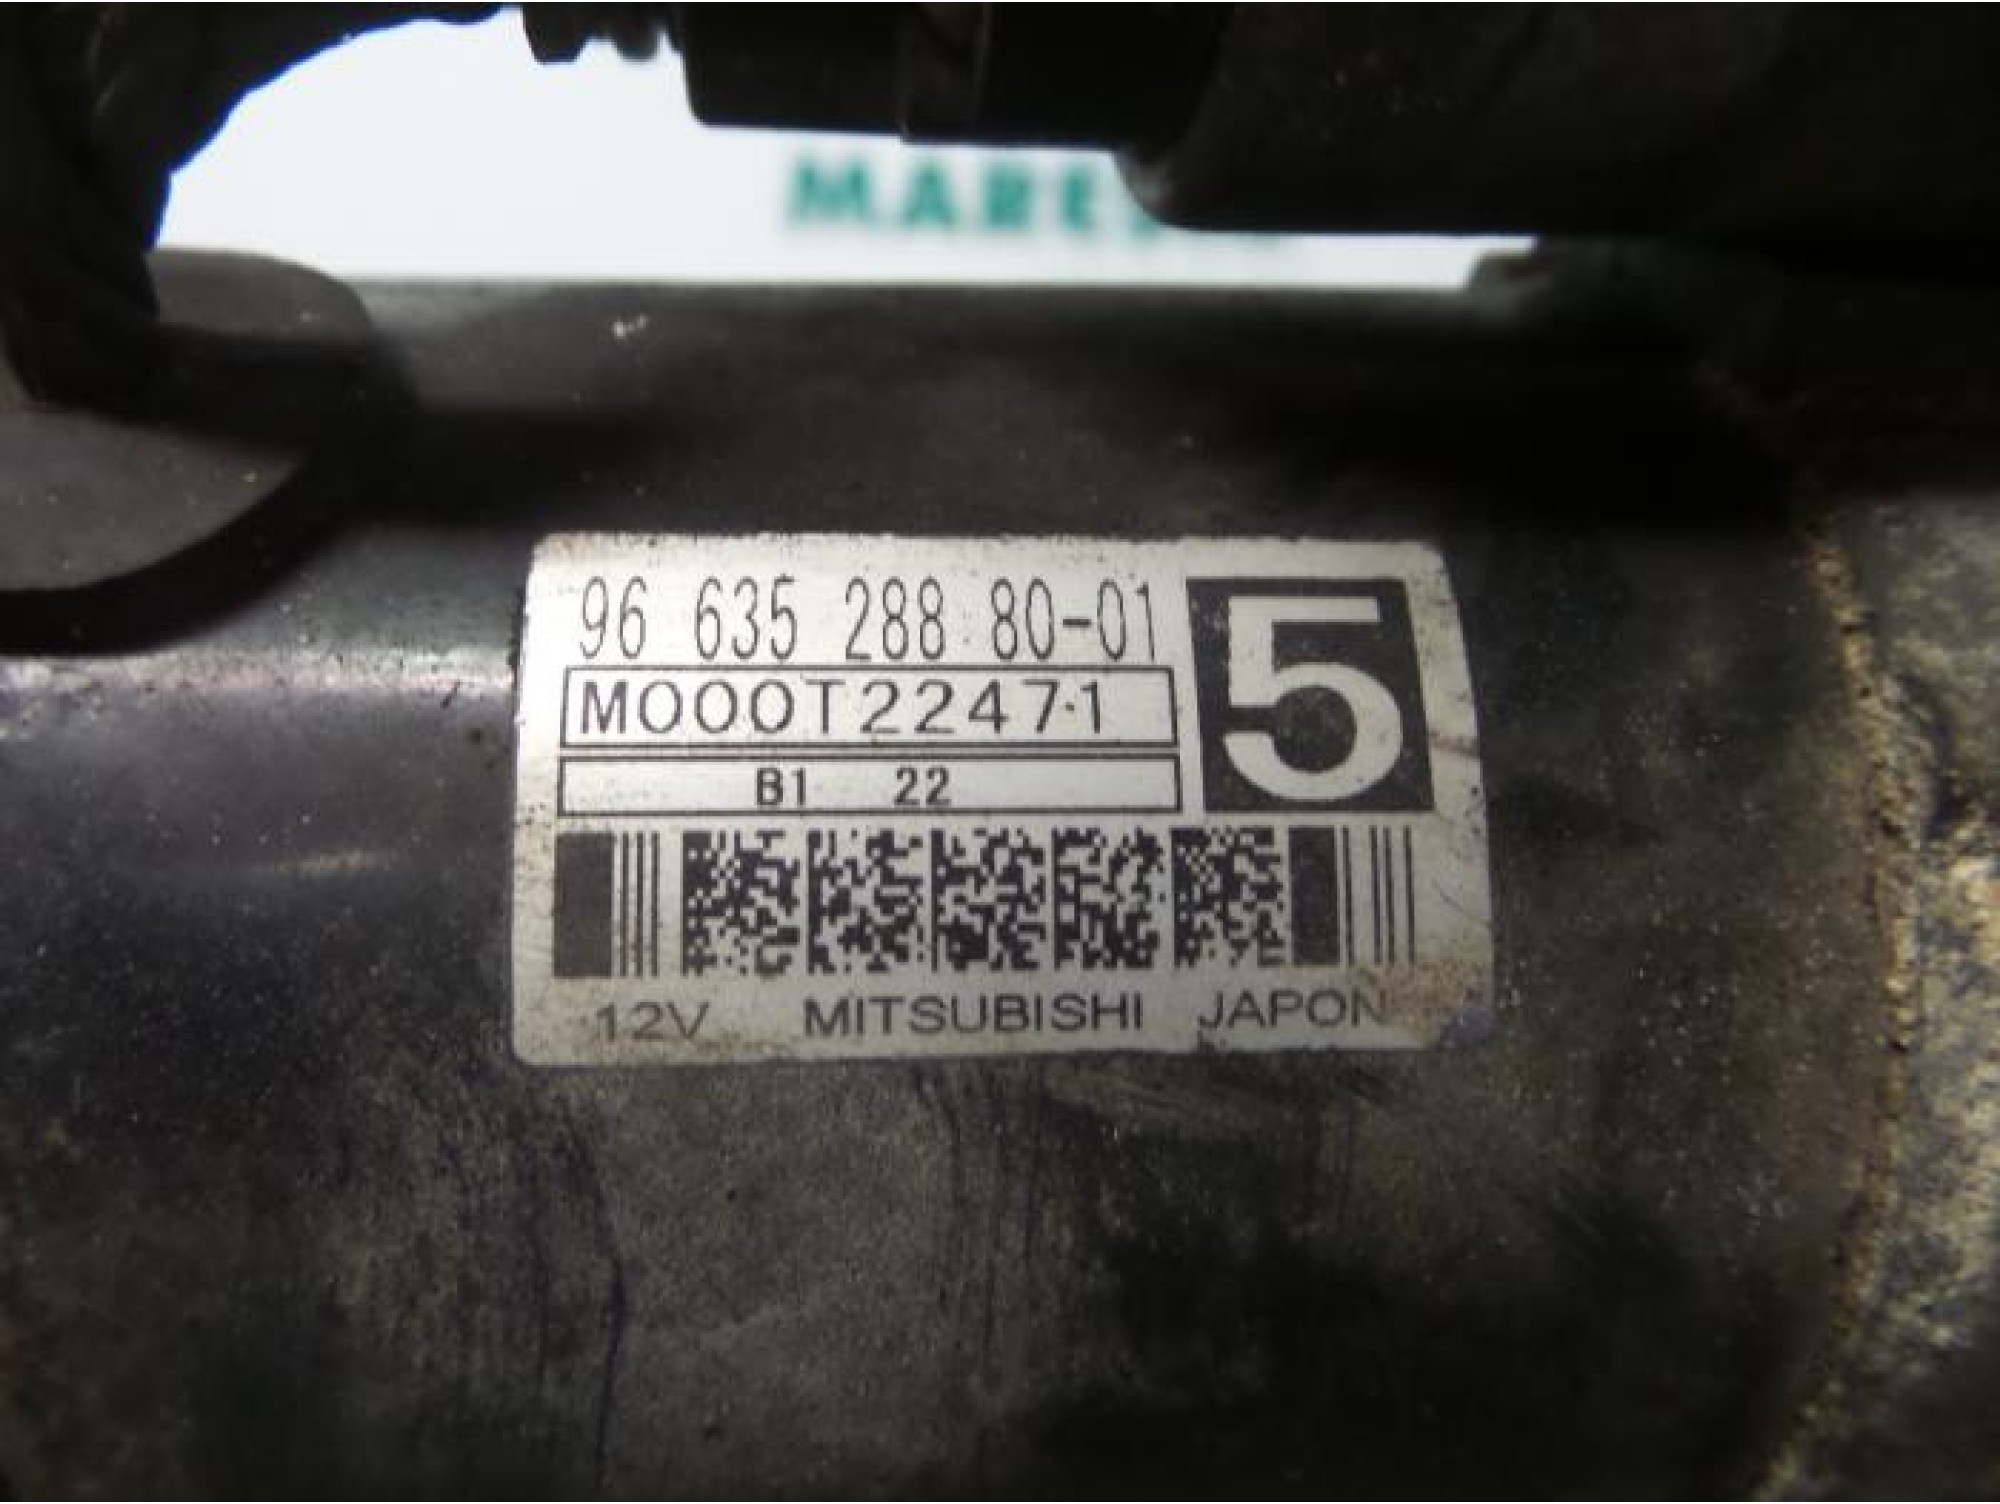 96 635 288 80-01
5
M000T22471
B1 22
12V MITSUBISHI JAPON